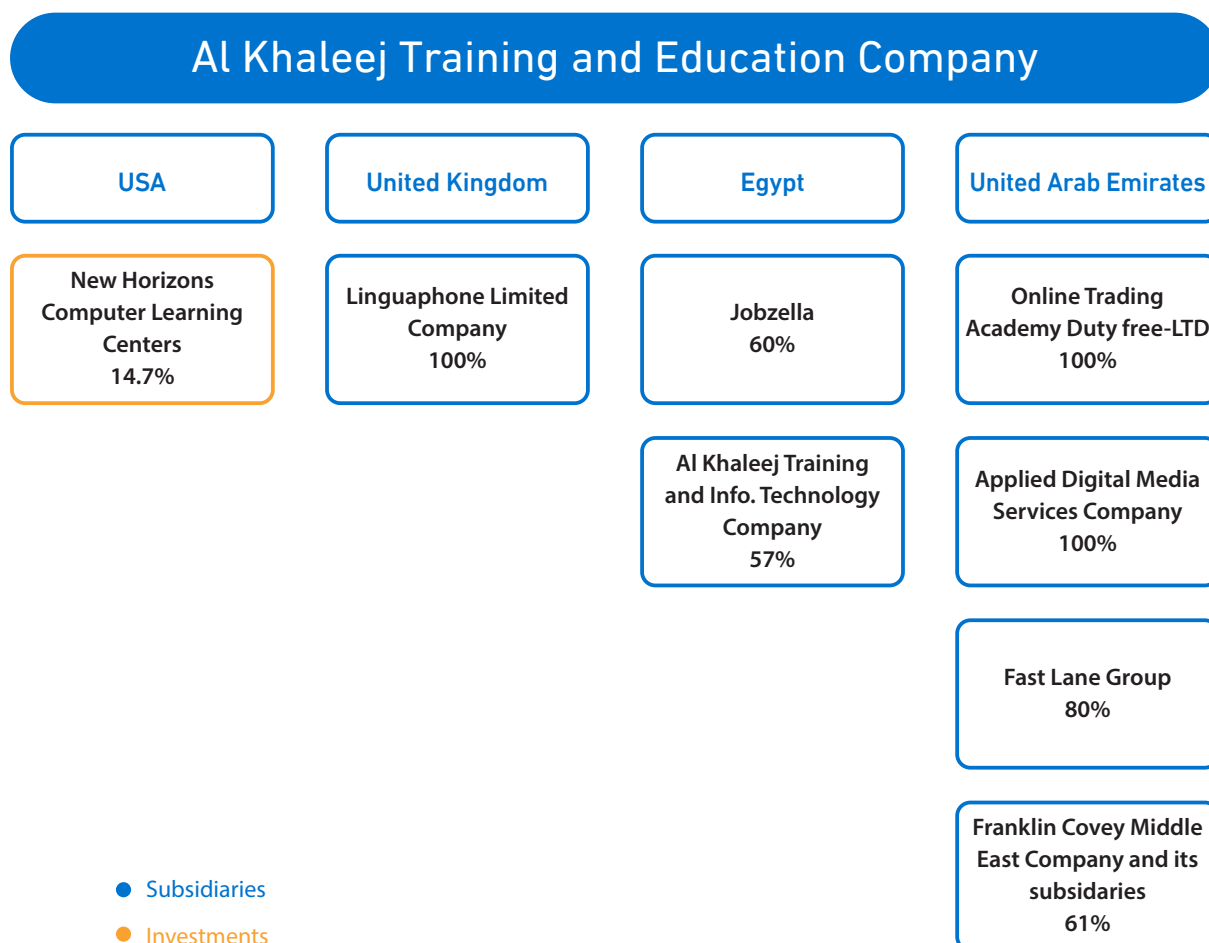 Al Khaleej Training and Education Company
USA
United Kingdom
Egypt
United Arab Emirates
New Horizons
Computer Learning
Centers
14.7%
Linguaphone Limited
Company
100%
Jobzella
60%
Online Trading
Academy Duty free-LTD
100%
Al Khaleej Training
and Info. Technology
Company
57%
Applied Digital Media
Services Company
100%
Fast Lane Group
80%
Franklin Covey Middle
East Company and its
subsidaries
61%
Subsidiaries
Investments